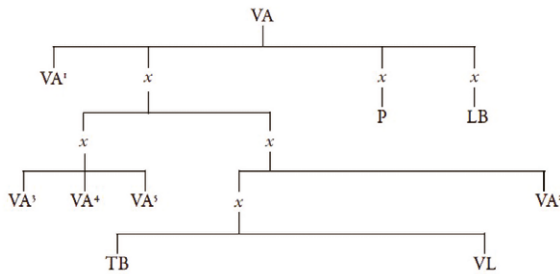 VA
VA¹ x x x
P LB
x x
VA³ VA⁴ VA⁵ x VA
TB VL